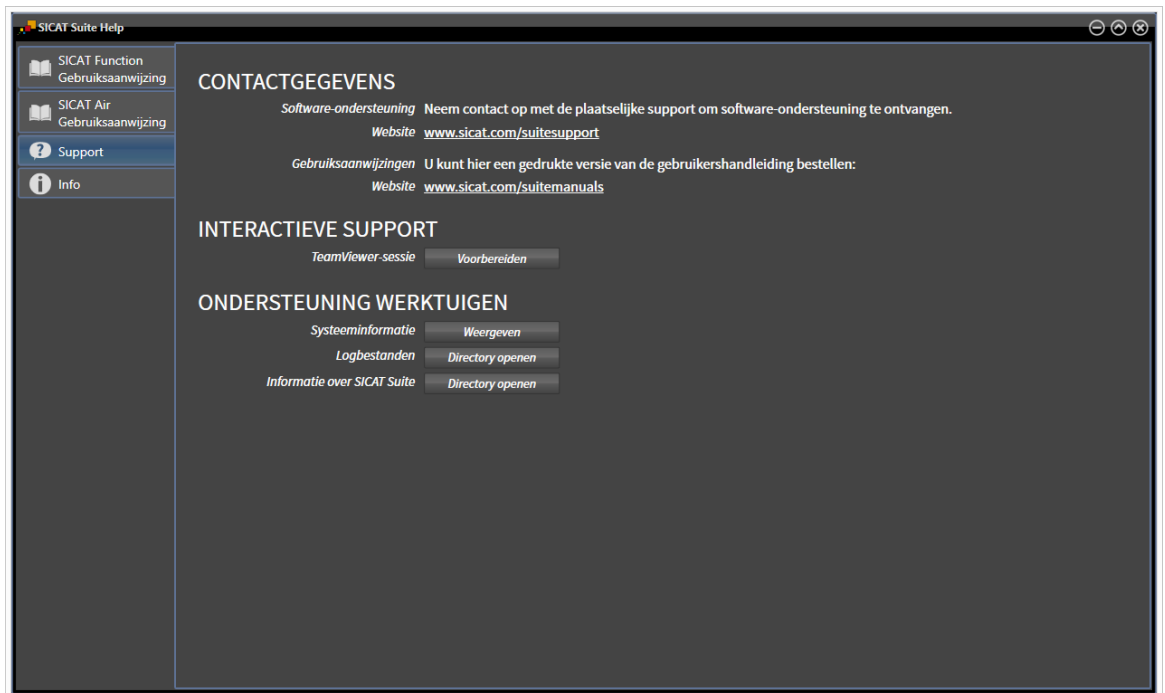 SICAT Suite Help
SICAT Function
Gebruiksaanwijzing
SICAT Air
Gebruiksaanwijzing
Support
Info
CONTACTGEGEVENS
Software-ondersteuning Neem contact op met de plaatselijke support om software-ondersteuning te ontvangen.
Website www.sicat.com/suitesupport
Gebruiksaanwijzingen U kunt hier een gedrukte versie van de gebruikershandleiding bestellen:
Website www.sicat.com/suitemanuals
INTERACTIEVE SUPPORT
TeamViewer-sessie Voorbereiden
ONDERSTEUNING WERKTUIGEN
Systeeminformatie Weergeven
Logbestanden Directory openen
Informatie over SICAT Suite Directory openen